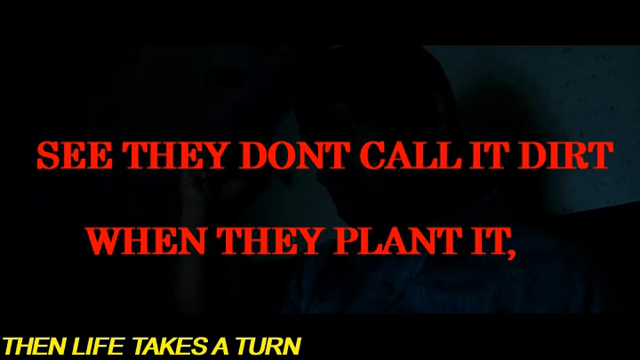 SEE THEY DONT CALL IT DIRT
WHEN THEY PLANT IT,
THEN LIFE TAKES A TURN